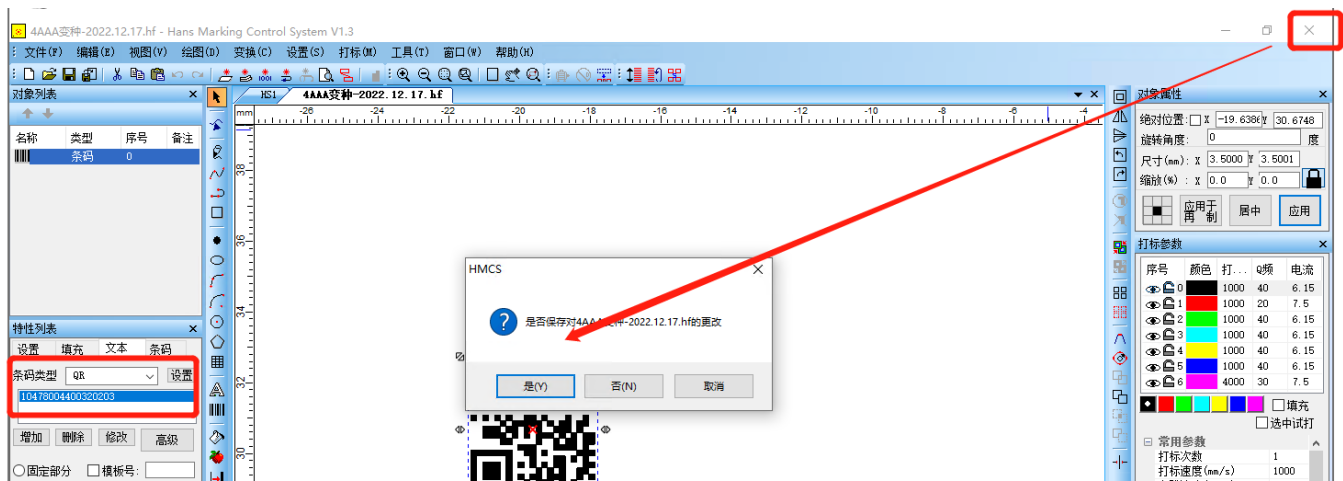 4AAA变种-2022.12.17.hf - Hans Marking Control System V1.3
文件(F) 编辑(E) 视图(V) 绘图(D) 变换(C) 设置(S) 打标(M) 工具(T) 窗口(W) 帮助(H)
对象列表
HS1 4AAA变种-2022.12.17.hf
mm -26 -24 -22 -20 -18 -16 -14 -12 -10 -8 -6 -4
名称 类型 序号 备注
条码 0
38
36
34
32
30
特性列表
设置 填充 文本 条码
条码类型 QR 设置
10478004400320203
增加 删除 修改 高级
固定部分 模板号:
HMCS
是否保存对4AAA变种-2022.12.17.hf的更改
是(Y) 否(N) 取消
对象属性
绝对位置: X -19.638 Y 30.6748
旋转角度: 0 度
尺寸(mm): X 3.5000 Y 3.5001
缩放(%) : X 0.0 Y 0.0
应用于
再 制
居中 应用
打标参数
序号 颜色 打... Q频 电流
0 1000 40 6.15
1 1000 20 7.5
2 1000 40 6.15
3 1000 40 6.15
4 1000 40 6.15
5 1000 40 6.15
6 4000 30 7.5
填充
选中试打
常用参数
打标次数 1
打标速度(mm/s) 1000